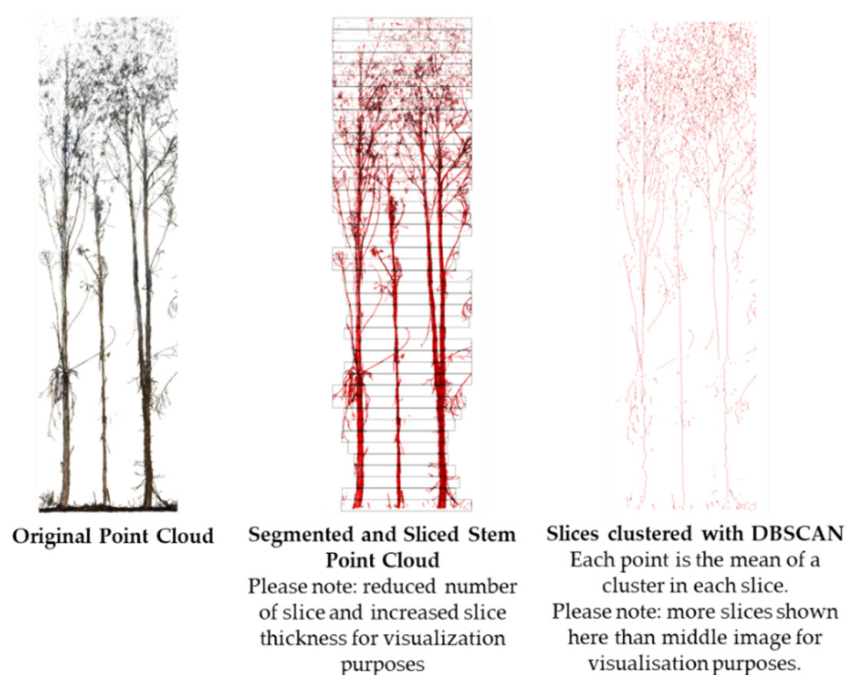 Original Point Cloud
Segmented and Sliced Stem
Point Cloud
Please note: reduced number
of slice and increased slice
thickness for visualization
purposes
Slices clustered with DBSCAN
Each point is the mean of a
cluster in each slice.
Please note: more slices shown
here than middle image for
visualisation purposes.